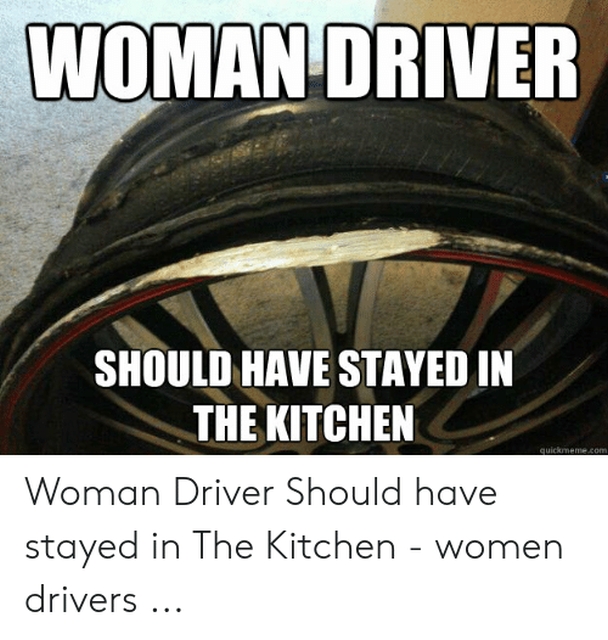 WOMAN DRIVER
SHOULD HAVE STAYED IN
THE KITCHEN
quickmeme.com
Woman Driver Should have
stayed in The Kitchen - women
drivers ...